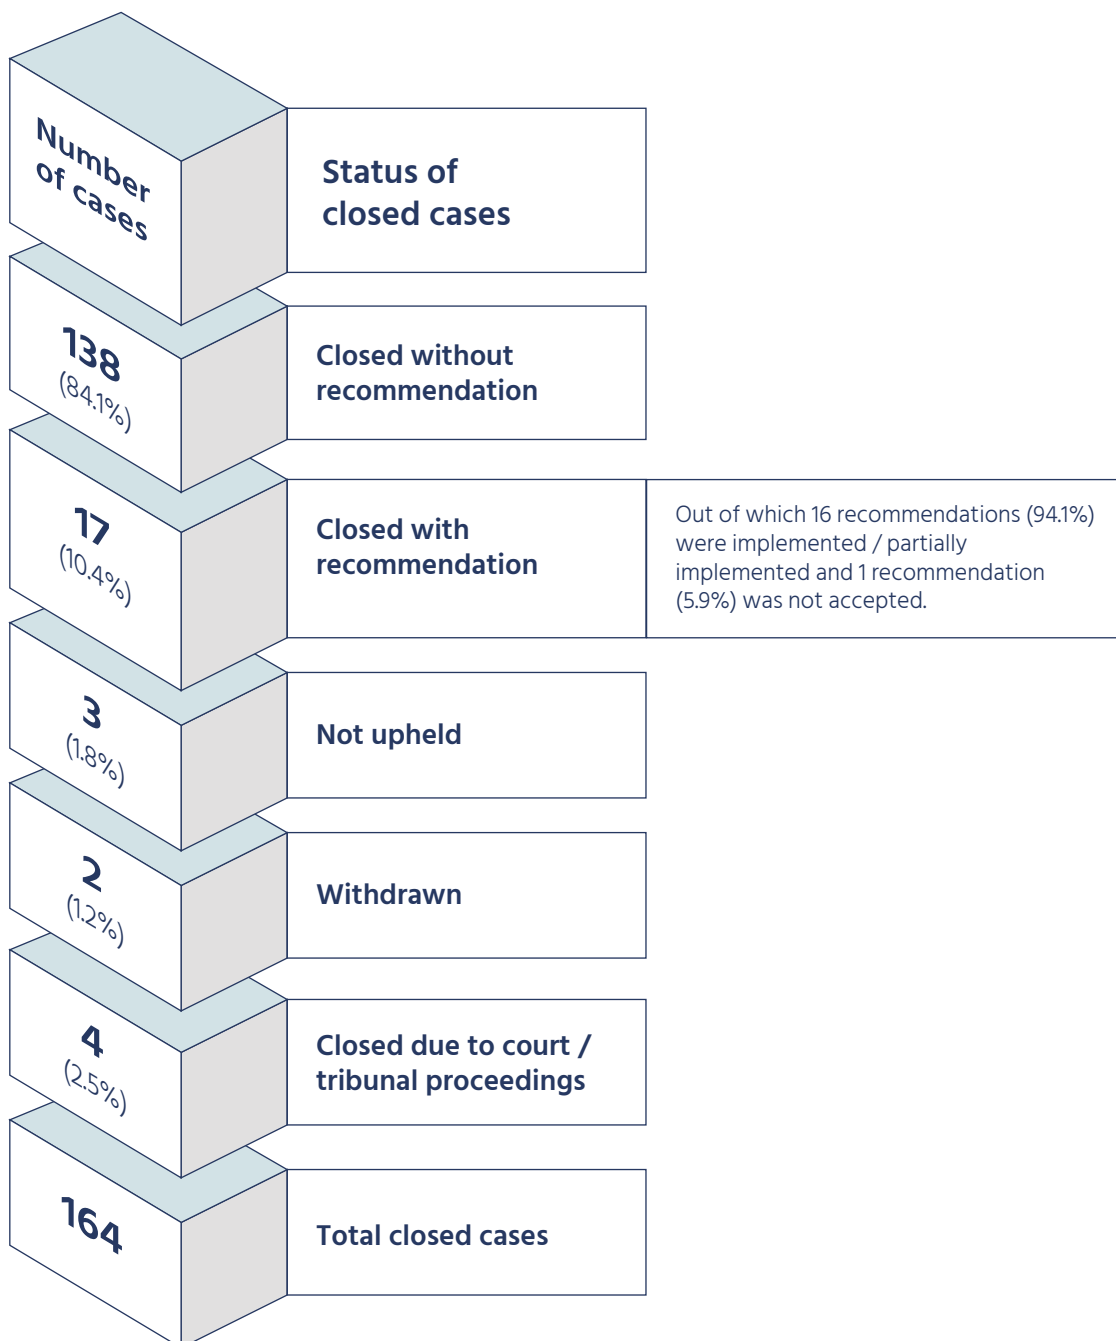 Number
of cases
Status of
closed cases
138
(84.1%)
Closed without
recommendation
17
(10.4%)
Closed with
recommendation
Out of which 16 recommendations (94.1%)
were implemented / partially
implemented and 1 recommendation
(5.9%) was not accepted.
3
(1.8%)
Not upheld
2
(1.2%)
Withdrawn
4
(2.5%)
Closed due to court /
tribunal proceedings
164
Total closed cases